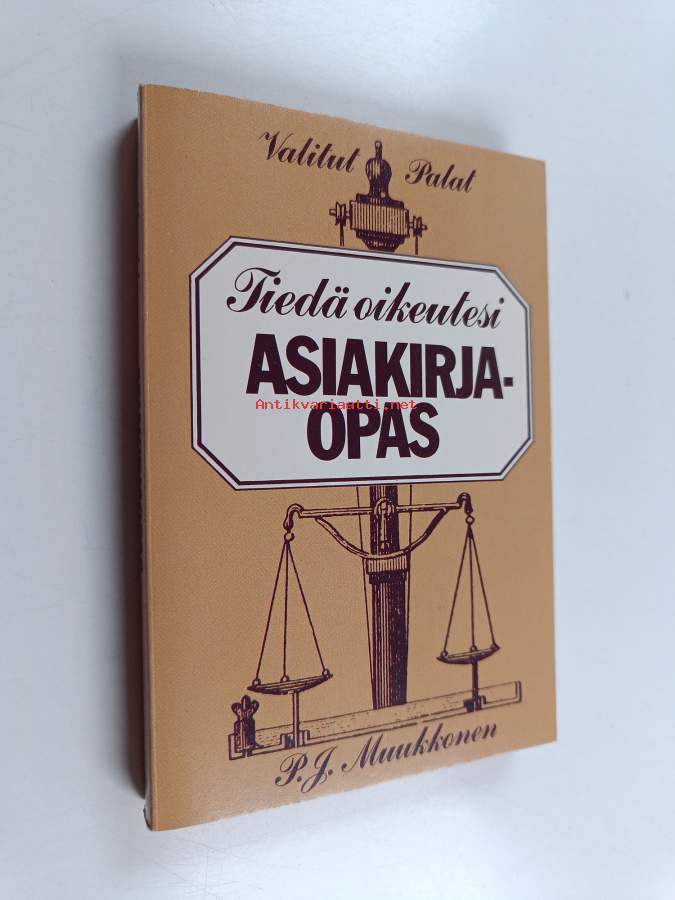 Valitut Palat
Tiedä oikeutesi
ASIAKIRJA-
Antikvariaatti.net
OPAS
P.J. Muukkonen